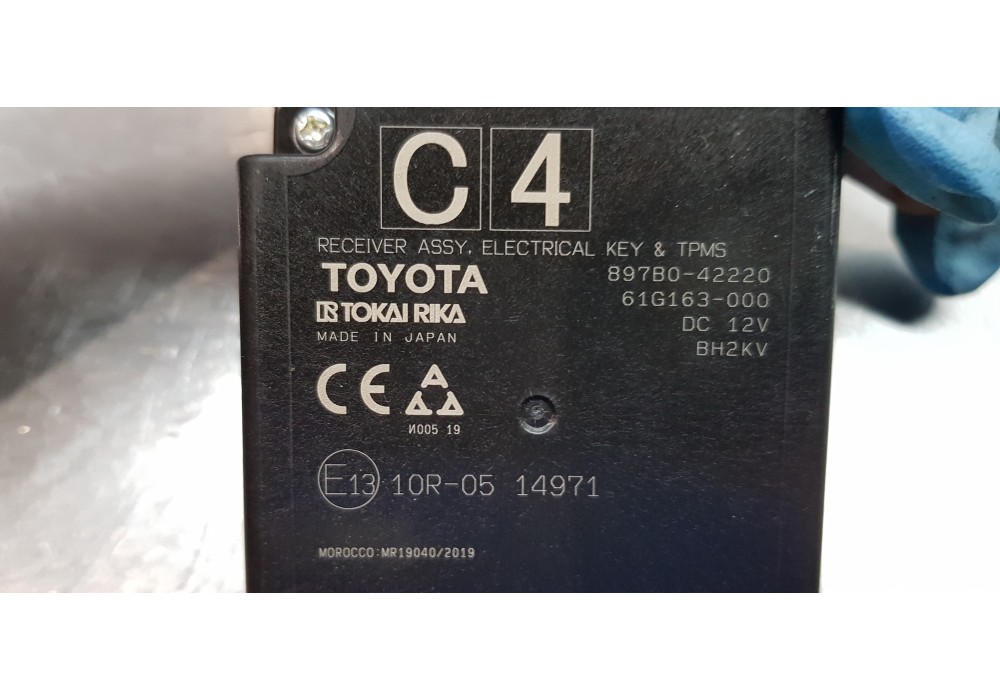 C 4
RECEIVER ASSY, ELECTRICAL KEY & TPMS
TOYOTA 897B0-42220
TOKAI RIKA 61G163-000
MADE IN JAPAN DC 12V
BH2KV
CE
И005 19
E13 10R-05 14971
MOROCCO:MR19040/2019